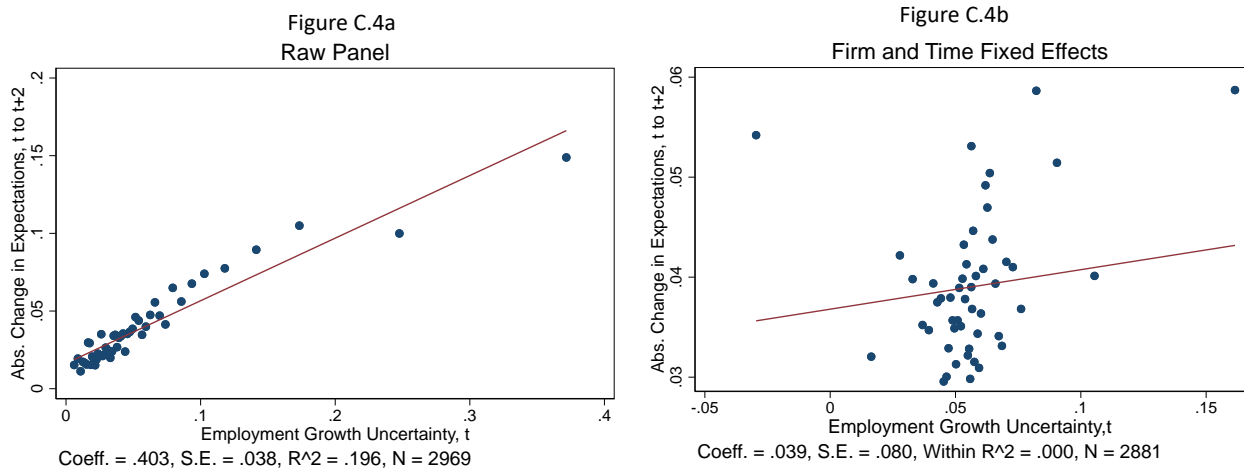 Figure C.4a
Raw Panel
Abs. Change in Expectations, t to t+2
.2
.15
.1
.05
0
0
.1
.2
.3
.4
Employment Growth Uncertainty, t
Coeff. = .403, S.E. = .038, R^2 = .196, N = 2969
Figure C.4b
Firm and Time Fixed Effects
Abs. Change in Expectations, t to t+2
.06
.05
.04
.03
-.05
0
.05
.1
.15
Employment Growth Uncertainty,t
Coeff. = .039, S.E. = .080, Within R^2 = .000, N = 2881